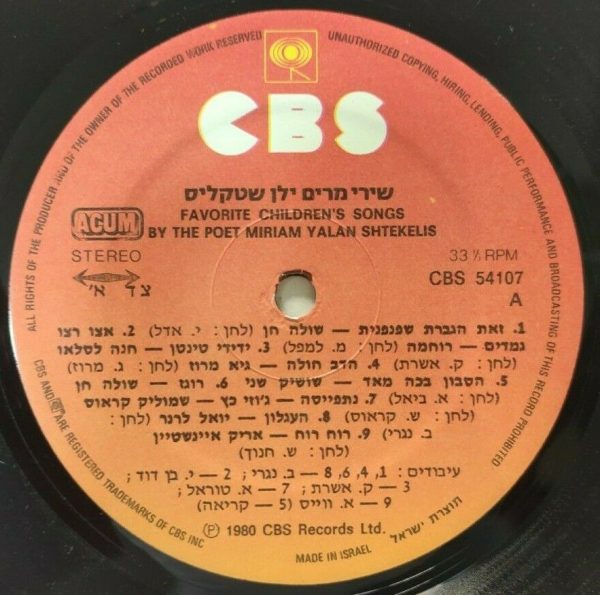 ALL RIGHTS OF THE PRODUCER AND OF THE OWNER OF THE RECORDED WORK RESERVED
UNAUTHORIZED COPYING, HIRING, LENDING, PUBLIC PERFORMANCE AND BROADCASTING OF THIS RECORD PROHIBITED
CBS
שירי מרים ילן שטקליס
FAVORITE CHILDREN'S SONGS
BY THE POET MIRIAM YALAN SHTEKELIS
ACUM
STEREO
33 ⅓ RPM
CBS 54107
צד א'
A
1. זאת הגברת שפנפנית — שולה חן (לחן: י. אדל) 2. אצו רצו
גמדים — רוחמה (לחן: מ. למפל) 3. ידידי טינטן — חנה לסלאו
(לחן: ק. אשרת) 4. הדב חולה — גיא מרוז (לחן: ג. מרוז)
5. הסבון בכה מאד — שושיק שני 6. רוגז — שולה חן
(לחן: א. ביאל) 7. נתפייסה — ג'וזי כץ, שמוליק קראוס
(לחן: ש. קראוס) 8. העגלון — יואל לרנר (לחן:
ב. נגרי) 9. רוח רוח — אריק איינשטיין
(לחן: ש. חנוך)
עיבודים: 1, 4, 6, 8 — ב. נגרי; 2 — י. בן דוד;
3 — ק. אשרת; 7 — א. טוראל;
9 — א. ווייס (5 — קריאה)
Ⓟ 1980 CBS Records Ltd.
CBS AND ARE REGISTERED TRADEMARKS OF CBS INC
MADE IN ISRAEL
תוצרת ישראל